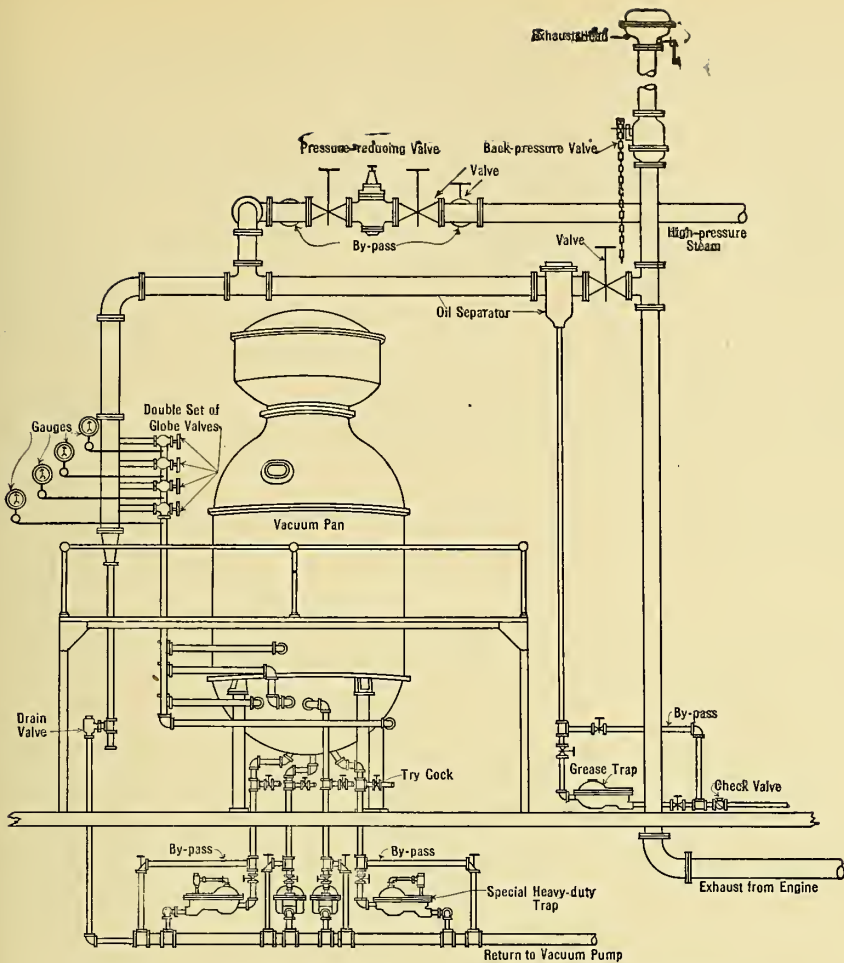 Exhaust Head
Pressure-reducing Valve
Back-pressure Valve
Valve
By-pass
High-pressure
Steam
Valve
Oil Separator
Double Set of
Globe Valves
Gauges
Vacuum Pan
Drain
Valve
By-pass
Try Cock
Grease Trap
Check Valve
By-pass
By-pass
Special Heavy-duty
Trap
Exhaust from Engine
Return to Vacuum Pump